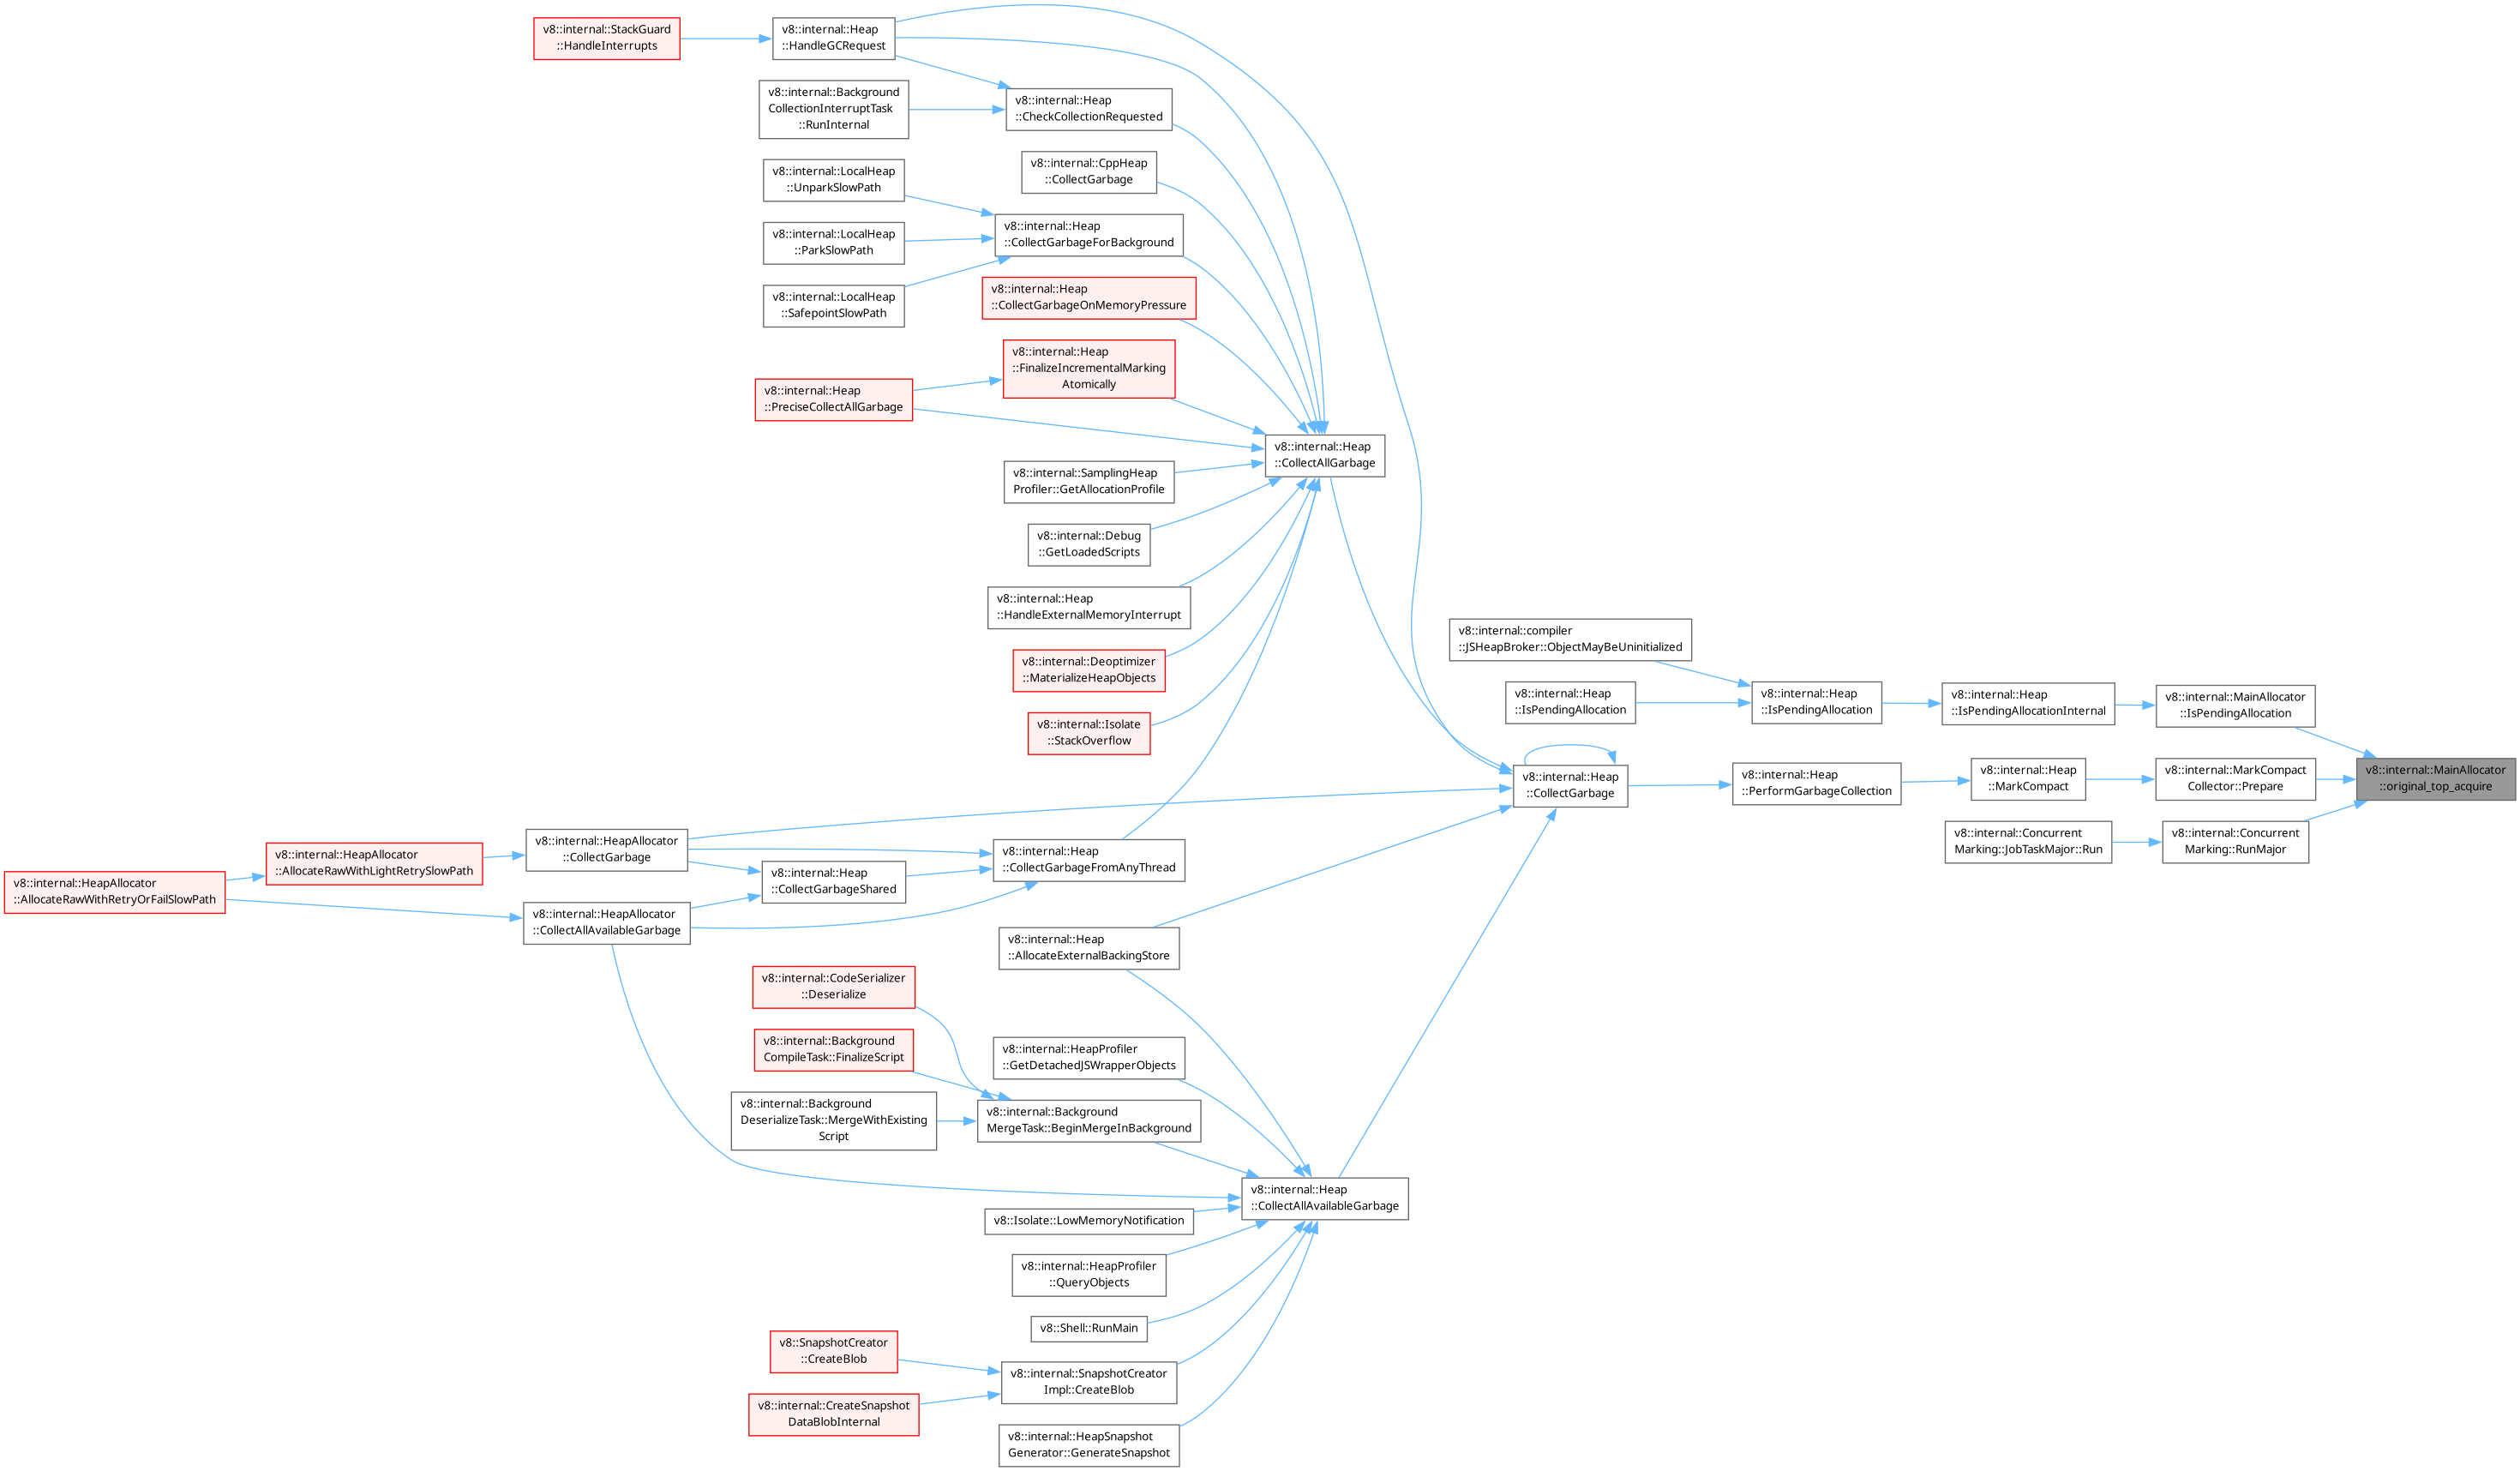 v8::internal::StackGuard
::HandleInterrupts
v8::internal::Heap
::HandleGCRequest
v8::internal::Background
CollectionInterruptTask
::RunInternal
v8::internal::Heap
::CheckCollectionRequested
v8::internal::CppHeap
::CollectGarbage
v8::internal::LocalHeap
::UnparkSlowPath
v8::internal::LocalHeap
::ParkSlowPath
v8::internal::Heap
::CollectGarbageForBackground
v8::internal::LocalHeap
::SafepointSlowPath
v8::internal::Heap
::CollectGarbageOnMemoryPressure
v8::internal::Heap
::FinalizeIncrementalMarking
Atomically
v8::internal::Heap
::PreciseCollectAllGarbage
v8::internal::Heap
::CollectAllGarbage
v8::internal::SamplingHeap
Profiler::GetAllocationProfile
v8::internal::Debug
::GetLoadedScripts
v8::internal::Heap
::HandleExternalMemoryInterrupt
v8::internal::Deoptimizer
::MaterializeHeapObjects
v8::internal::Isolate
::StackOverflow
v8::internal::compiler
::JSHeapBroker::ObjectMayBeUninitialized
v8::internal::Heap
::IsPendingAllocation
v8::internal::Heap
::IsPendingAllocation
v8::internal::Heap
::IsPendingAllocationInternal
v8::internal::MainAllocator
::IsPendingAllocation
v8::internal::Heap
::CollectGarbage
v8::internal::Heap
::PerformGarbageCollection
v8::internal::Heap
::MarkCompact
v8::internal::MarkCompact
Collector::Prepare
v8::internal::MainAllocator
::original_top_acquire
v8::internal::Concurrent
Marking::JobTaskMajor::Run
v8::internal::Concurrent
Marking::RunMajor
v8::internal::HeapAllocator
::AllocateRawWithRetryOrFailSlowPath
v8::internal::HeapAllocator
::AllocateRawWithLightRetrySlowPath
v8::internal::HeapAllocator
::CollectGarbage
v8::internal::Heap
::CollectGarbageShared
v8::internal::Heap
::CollectGarbageFromAnyThread
v8::internal::HeapAllocator
::CollectAllAvailableGarbage
v8::internal::Heap
::AllocateExternalBackingStore
v8::internal::CodeSerializer
::Deserialize
v8::internal::Background
CompileTask::FinalizeScript
v8::internal::HeapProfiler
::GetDetachedJSWrapperObjects
v8::internal::Background
DeserializeTask::MergeWithExisting
Script
v8::internal::Background
MergeTask::BeginMergeInBackground
v8::internal::Heap
::CollectAllAvailableGarbage
v8::Isolate::LowMemoryNotification
v8::internal::HeapProfiler
::QueryObjects
v8::Shell::RunMain
v8::SnapshotCreator
::CreateBlob
v8::internal::SnapshotCreator
Impl::CreateBlob
v8::internal::CreateSnapshot
DataBlobInternal
v8::internal::HeapSnapshot
Generator::GenerateSnapshot